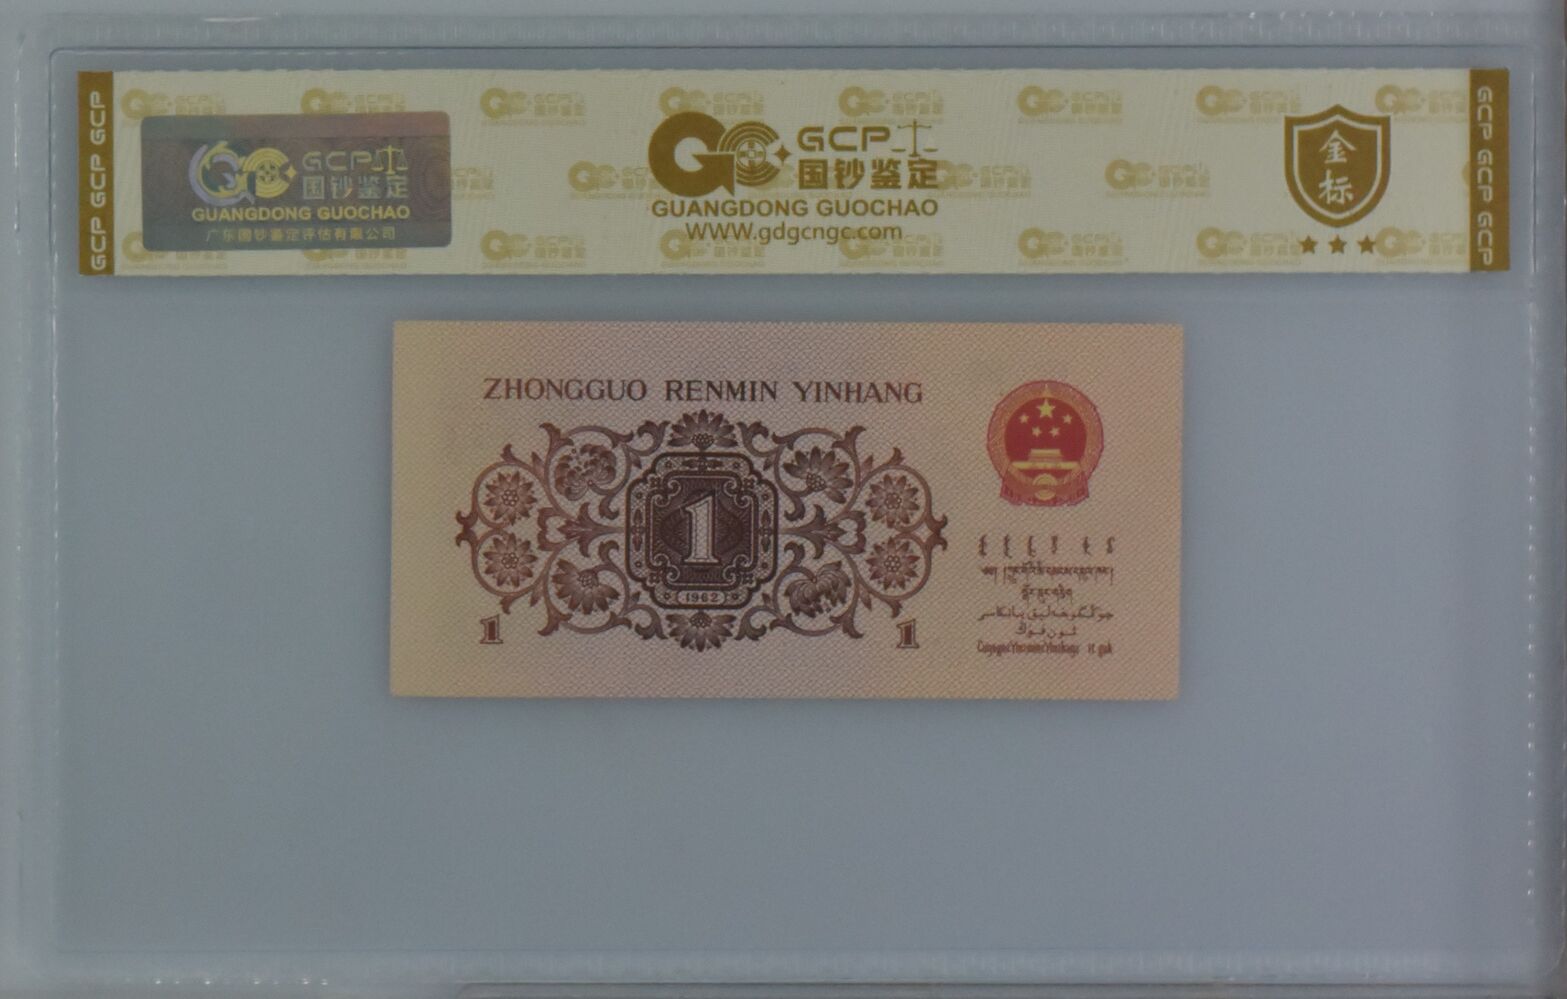 GCP GCP GCP
GCP
国钞鉴定
GUANGDONG GUOCHAO
广东国钞鉴定评估有限公司
GCP
国钞鉴定
GUANGDONG GUOCHAO
WWW.gdgcngc.com
金标
GCP GCP GCP
ZHONGGUO RENMIN YINHANG
1
1962
1
1